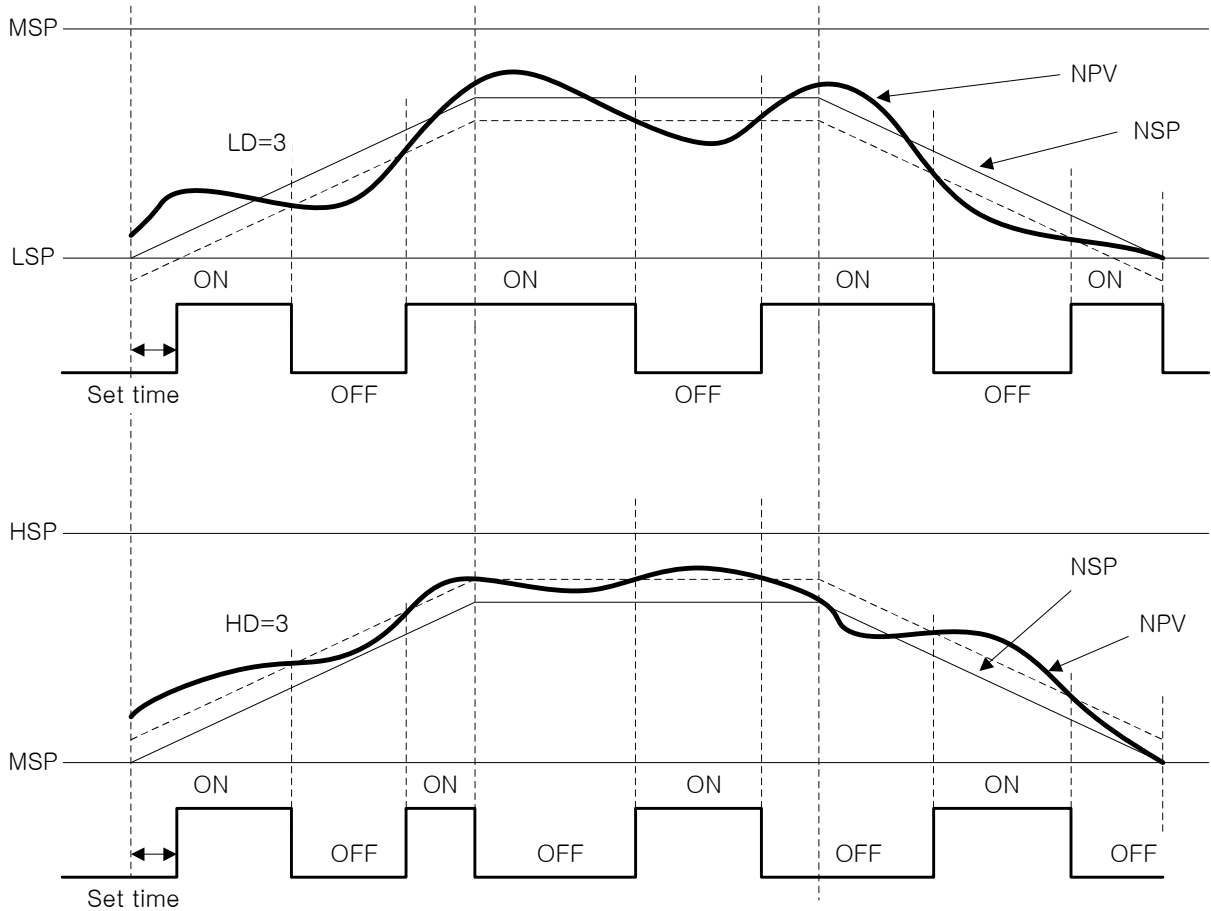 MSP
NPV
LD=3
NSP
LSP
ON
ON
ON
ON
Set time
OFF
OFF
OFF
HSP
NSP
HD=3
NPV
MSP
ON
ON
ON
ON
OFF
OFF
OFF
OFF
Set time